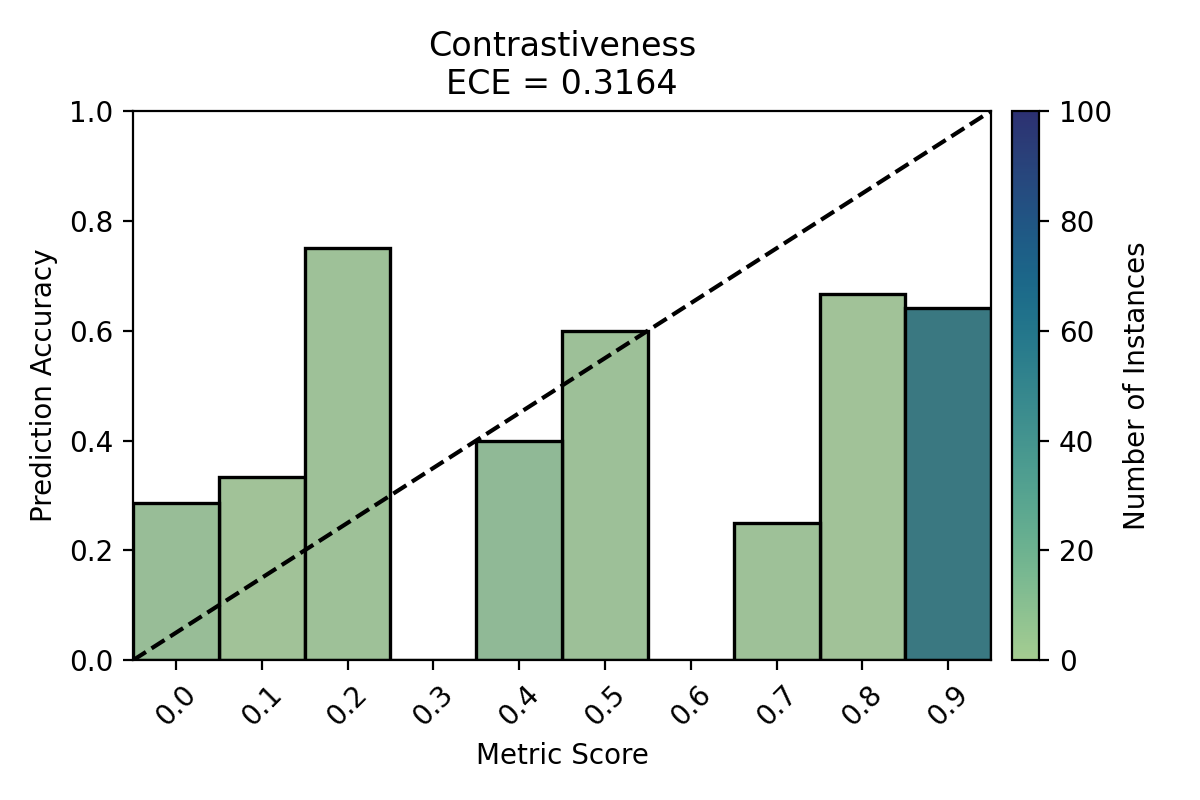 Contrastiveness
ECE = 0.3164
1.0
0.8
0.6
0.4
0.2
0.0
Prediction Accuracy
0.0 0.1 0.2 0.3 0.4 0.5 0.6 0.7 0.8 0.9
Metric Score
100
80
60
40
20
0
Number of Instances